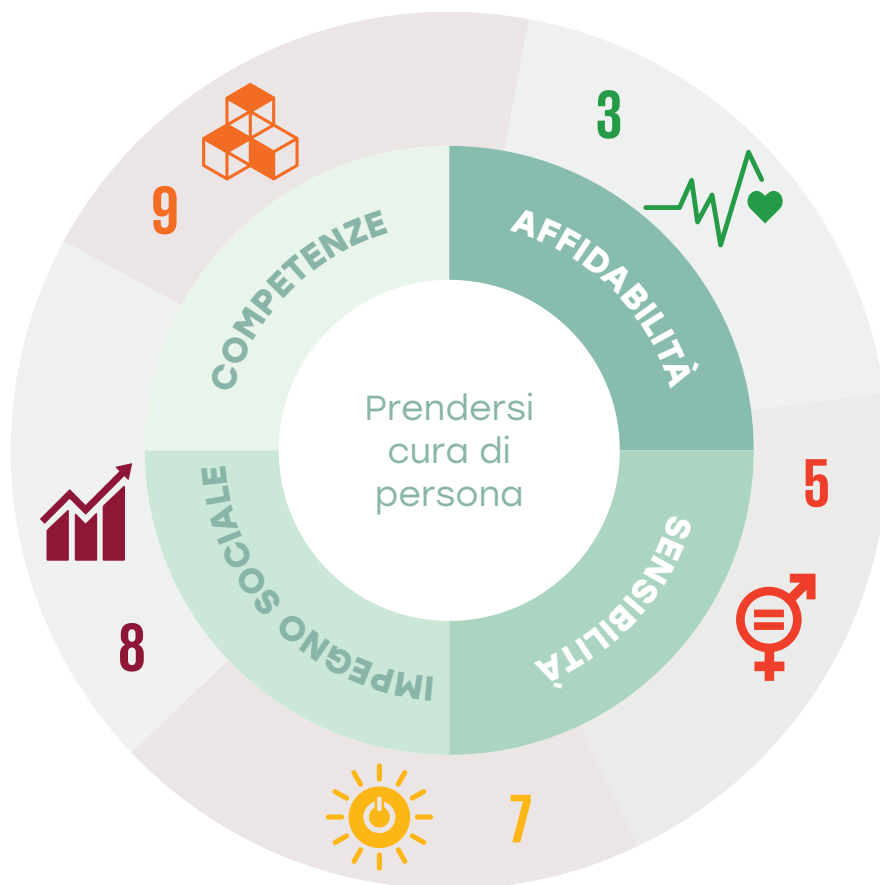 3
9
COMPETENZE
AFFIDABILITÀ
Prendersi
cura di
persona
5
IMPEGNO SOCIALE
SENSIBILITÀ
8
7